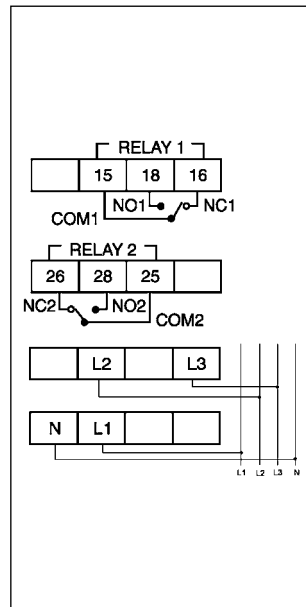 RELAY 1
15 18 16
NO1 NC1
COM1
RELAY 2
26 28 25
NC2 NO2
COM2
L2 L3
N L1
L1 L2 L3 N